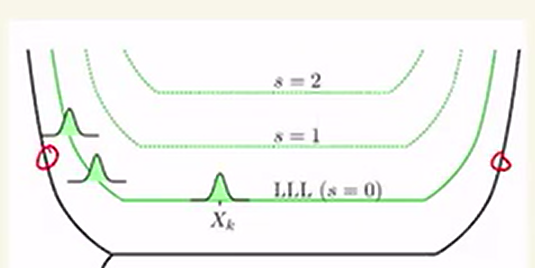 s = 2
s = 1
LLL (s = 0)
X_k